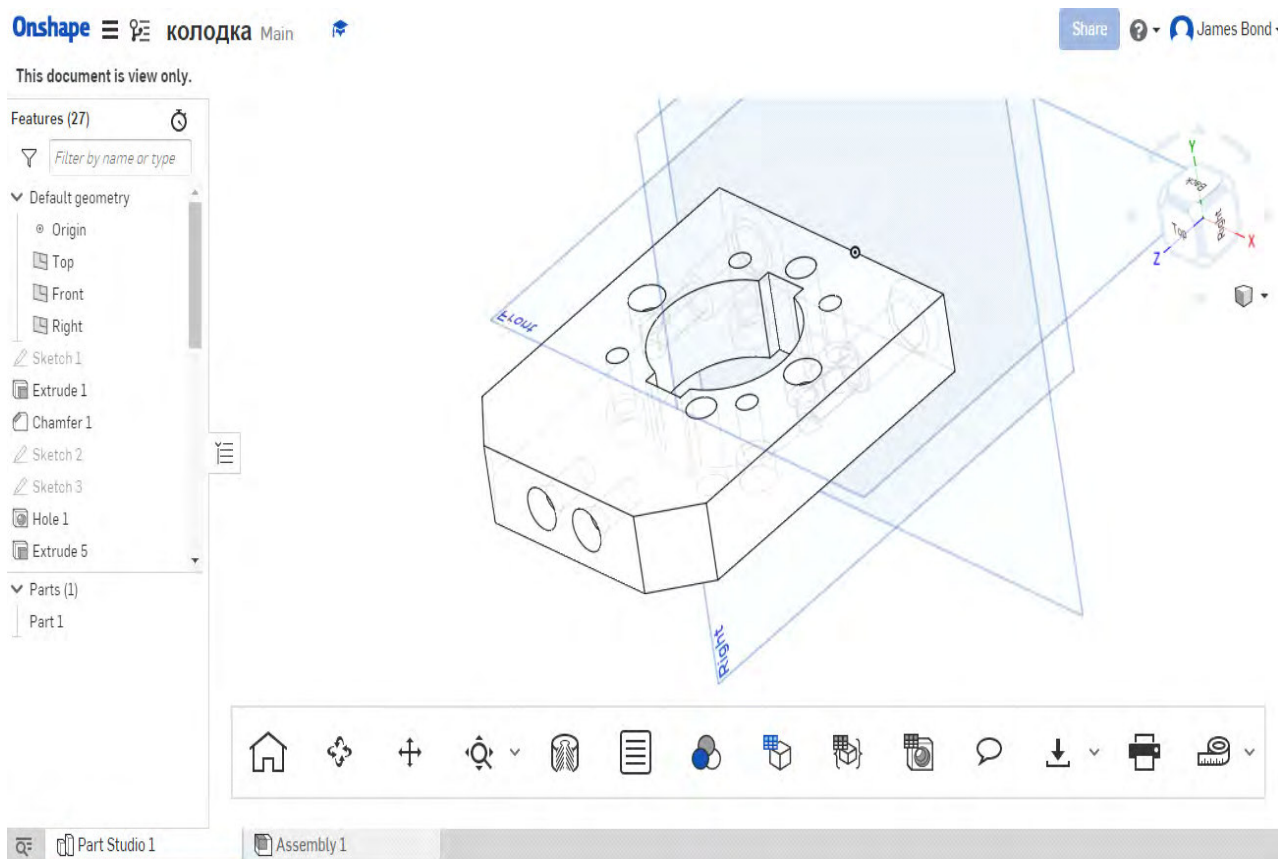 Onshape колодка Main Share James Bond
This document is view only.
Features (27)
Filter by name or type
Default geometry
Origin
Top
Front
Right
Sketch 1
Extrude 1
Chamfer 1
Sketch 2
Sketch 3
Hole 1
Extrude 5
Parts (1)
Part 1
Front
Right
Y
Back
Top
Right
X
Z
Part Studio 1
Assembly 1